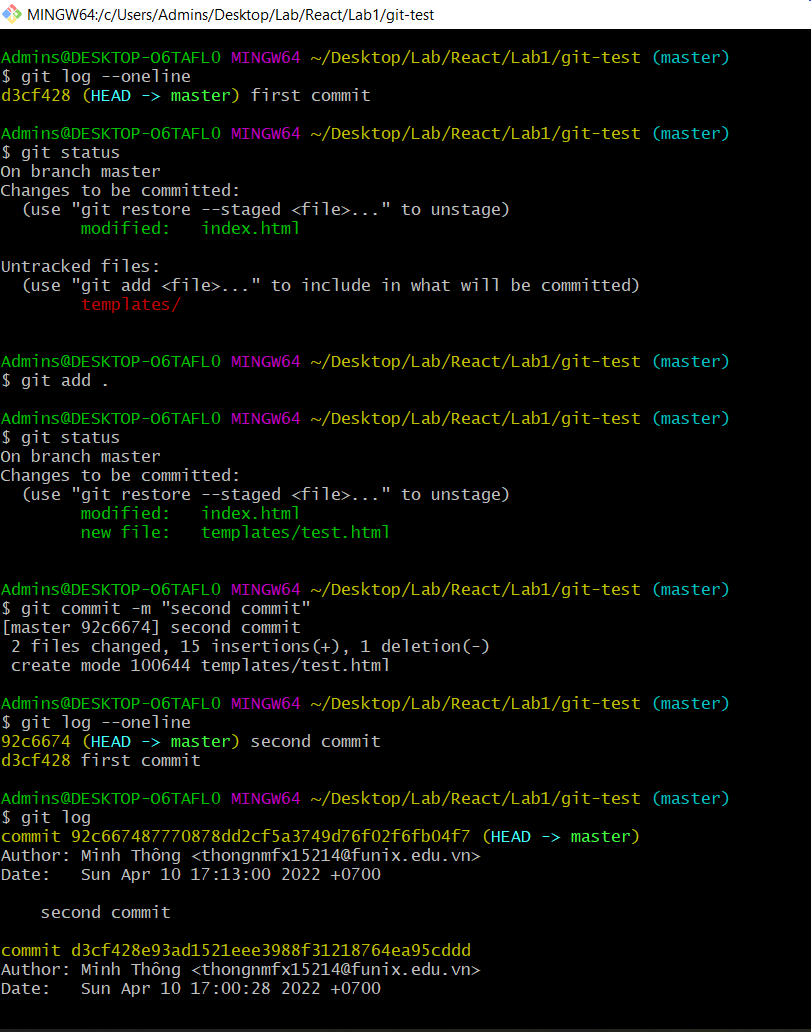 MINGW64:/c/Users/Admins/Desktop/Lab/React/Lab1/git-test
Admins@DESKTOP-O6TAFLO MINGW64 ~/Desktop/Lab/React/Lab1/git-test (master)
$ git log --oneline
d3cf428 (HEAD -> master) first commit
Admins@DESKTOP-O6TAFLO MINGW64 ~/Desktop/Lab/React/Lab1/git-test (master)
$ git status
On branch master
Changes to be committed:
  (use "git restore --staged <file>..." to unstage)
        modified:   index.html
Untracked files:
  (use "git add <file>..." to include in what will be committed)
        templates/
Admins@DESKTOP-O6TAFLO MINGW64 ~/Desktop/Lab/React/Lab1/git-test (master)
$ git add .
Admins@DESKTOP-O6TAFLO MINGW64 ~/Desktop/Lab/React/Lab1/git-test (master)
$ git status
On branch master
Changes to be committed:
  (use "git restore --staged <file>..." to unstage)
        modified:   index.html
        new file:   templates/test.html
Admins@DESKTOP-O6TAFLO MINGW64 ~/Desktop/Lab/React/Lab1/git-test (master)
$ git commit -m "second commit"
[master 92c6674] second commit
 2 files changed, 15 insertions(+), 1 deletion(-)
 create mode 100644 templates/test.html
Admins@DESKTOP-O6TAFLO MINGW64 ~/Desktop/Lab/React/Lab1/git-test (master)
$ git log --oneline
92c6674 (HEAD -> master) second commit
d3cf428 first commit
Admins@DESKTOP-O6TAFLO MINGW64 ~/Desktop/Lab/React/Lab1/git-test (master)
$ git log
commit 92c667487770878dd2cf5a3749d76f02f6fb04f7 (HEAD -> master)
Author: Minh Thông <thongnmfx15214@funix.edu.vn>
Date:   Sun Apr 10 17:13:00 2022 +0700
    second commit
commit d3cf428e93ad1521eee3988f31218764ea95cddd
Author: Minh Thông <thongnmfx15214@funix.edu.vn>
Date:   Sun Apr 10 17:00:28 2022 +0700